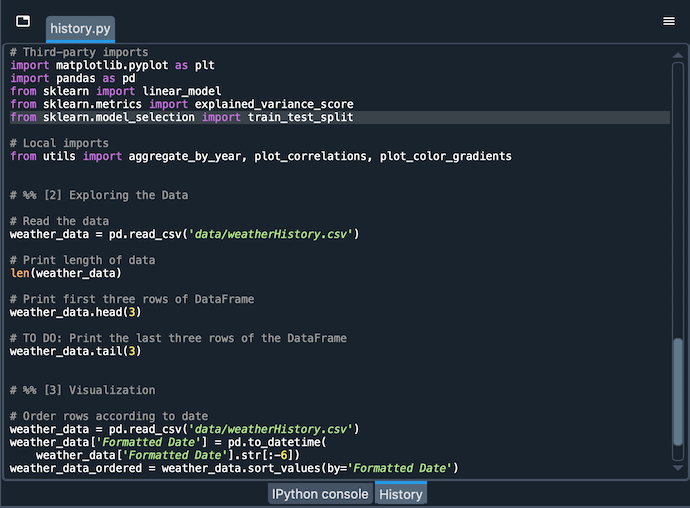 history.py
# Third-party imports
import matplotlib.pyplot as plt
import pandas as pd
from sklearn import linear_model
from sklearn.metrics import explained_variance_score
from sklearn.model_selection import train_test_split
# Local imports
from utils import aggregate_by_year, plot_correlations, plot_color_gradients
# %% [2] Exploring the Data
# Read the data
weather_data = pd.read_csv('data/weatherHistory.csv')
# Print length of data
len(weather_data)
# Print first three rows of DataFrame
weather_data.head(3)
# TO DO: Print the last three rows of the DataFrame
weather_data.tail(3)
# %% [3] Visualization
# Order rows according to date
weather_data = pd.read_csv('data/weatherHistory.csv')
weather_data['Formatted Date'] = pd.to_datetime(
    weather_data['Formatted Date'].str[:-6])
weather_data_ordered = weather_data.sort_values(by='Formatted Date')
IPython console History